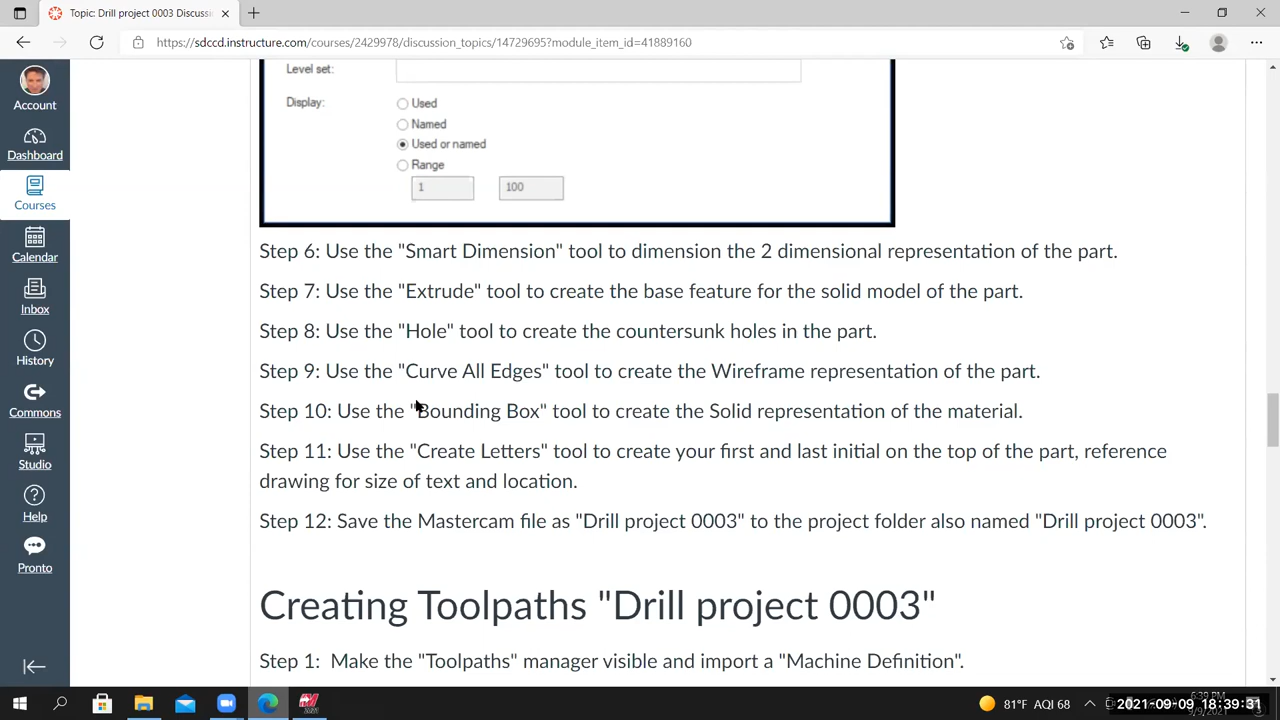 Topic: Drill project 0003 Discussi
https://sdccd.instructure.com/courses/2429978/discussion_topics/14729695?module_item_id=41889160
Account
Dashboard
Courses
Calendar
Inbox
History
Commons
Studio
Help
Pronto
Level set:
Display:
Used
Named
Used or named
Range
1 100
Step 6: Use the "Smart Dimension" tool to dimension the 2 dimensional representation of the part.
Step 7: Use the "Extrude" tool to create the base feature for the solid model of the part.
Step 8: Use the "Hole" tool to create the countersunk holes in the part.
Step 9: Use the "Curve All Edges" tool to create the Wireframe representation of the part.
Step 10: Use the "Bounding Box" tool to create the Solid representation of the material.
Step 11: Use the "Create Letters" tool to create your first and last initial on the top of the part, reference
drawing for size of text and location.
Step 12: Save the Mastercam file as "Drill project 0003" to the project folder also named "Drill project 0003".
Creating Toolpaths "Drill project 0003"
Step 1: Make the "Toolpaths" manager visible and import a "Machine Definition".
81°F AQI 68
6:39 PM
2021-09-09 18:39:31